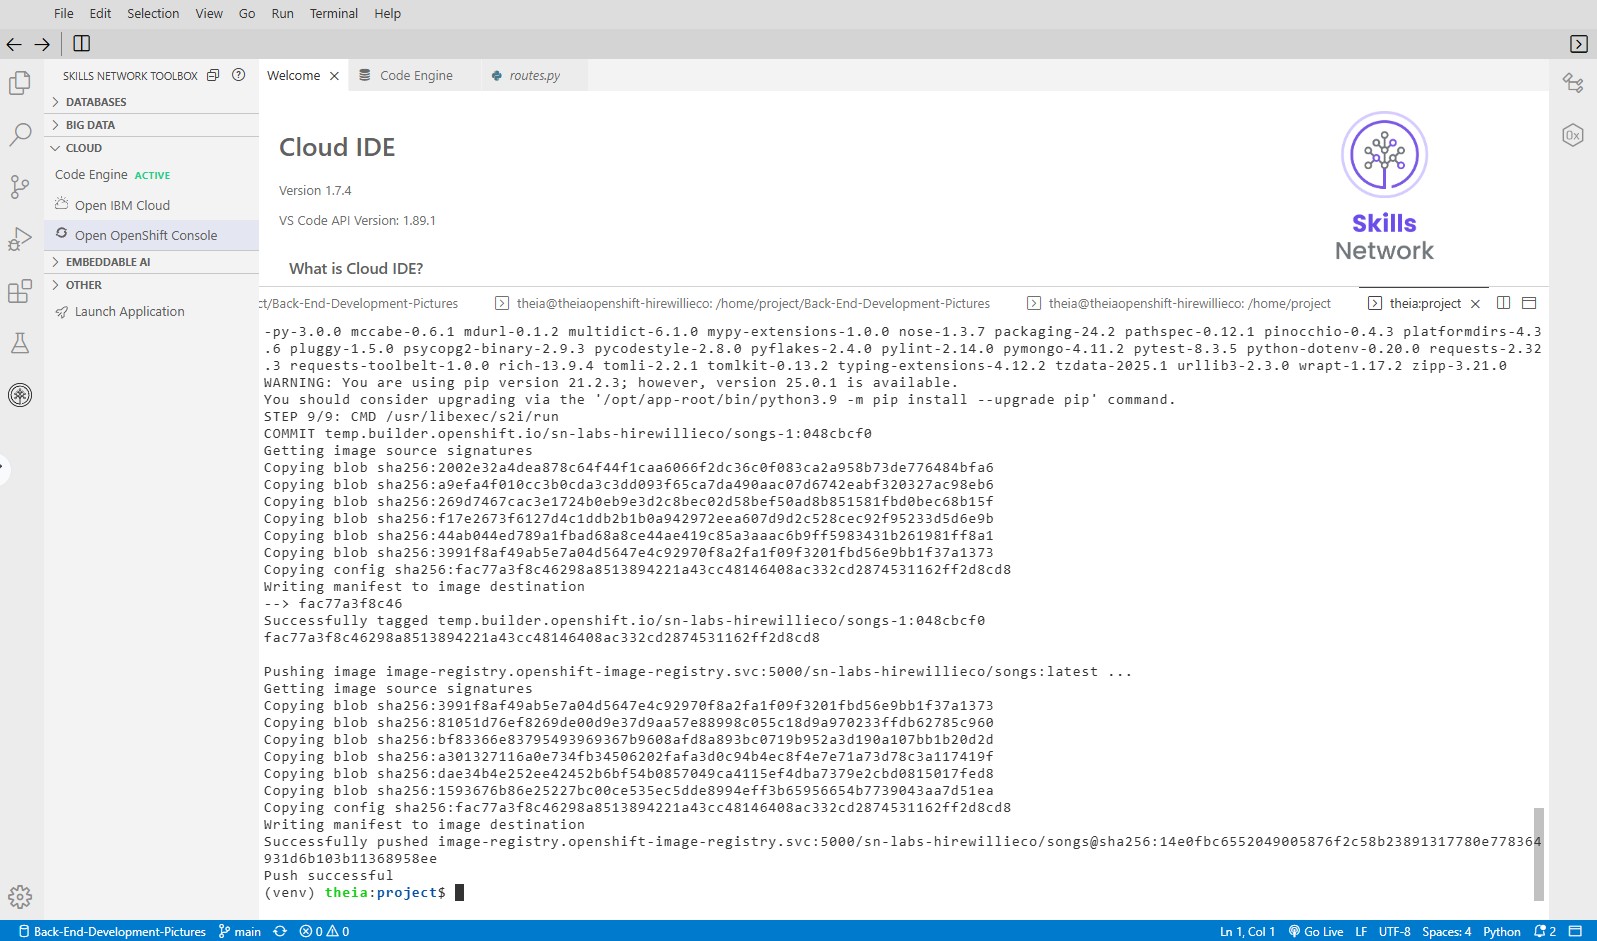 File Edit Selection View Go Run Terminal Help
SKILLS NETWORK TOOLBOX
DATABASES
BIG DATA
CLOUD
Code Engine ACTIVE
Open IBM Cloud
Open OpenShift Console
EMBEDDABLE AI
OTHER
Launch Application
Welcome Code Engine routes.py
Cloud IDE
Version 1.7.4
VS Code API Version: 1.89.1
What is Cloud IDE?
Skills
Network
0x
ct/Back-End-Development-Pictures theia@theiaopenshift-hirewillieco: /home/project/Back-End-Development-Pictures theia@theiaopenshift-hirewillieco: /home/project theia:project
-py-3.0.0 mccabe-0.6.1 mdurl-0.1.2 multidict-6.1.0 mypy-extensions-1.0.0 nose-1.3.7 packaging-24.2 pathspec-0.12.1 pinocchio-0.4.3 platformdirs-4.3
.6 pluggy-1.5.0 psycopg2-binary-2.9.3 pycodestyle-2.8.0 pyflakes-2.4.0 pylint-2.14.0 pymongo-4.11.2 pytest-8.3.5 python-dotenv-0.20.0 requests-2.32
.3 requests-toolbelt-1.0.0 rich-13.9.4 tomli-2.2.1 tomlkit-0.13.2 typing-extensions-4.12.2 tzdata-2025.1 urllib3-2.3.0 wrapt-1.17.2 zipp-3.21.0
WARNING: You are using pip version 21.2.3; however, version 25.0.1 is available.
You should consider upgrading via the '/opt/app-root/bin/python3.9 -m pip install --upgrade pip' command.
STEP 9/9: CMD /usr/libexec/s2i/run
COMMIT temp.builder.openshift.io/sn-labs-hirewillieco/songs-1:048cbcf0
Getting image source signatures
Copying blob sha256:2002e32a4dea878c64f44f1caa6066f2dc36c0f083ca2a958b73de776484bfa6
Copying blob sha256:a9efa4f010cc3b0cda3c3dd093f65ca7da490aac07d6742eabf320327ac98eb6
Copying blob sha256:269d7467cac3e1724b0eb9e3d2c8bec02d58bef50ad8b851581fbd0bec68b15f
Copying blob sha256:f17e2673f6127d4c1ddb2b1b0a942972eea607d9d2c528cec92f95233d5d6e9b
Copying blob sha256:44ab044ed789a1fbad68a8ce44ae419c85a3aaac6b9ff5983431b261981ff8a1
Copying blob sha256:3991f8af49ab5e7a04d5647e4c92970f8a2fa1f09f3201fbd56e9bb1f37a1373
Copying config sha256:fac77a3f8c46298a8513894221a43cc48146408ac332cd2874531162ff2d8cd8
Writing manifest to image destination
--> fac77a3f8c46
Successfully tagged temp.builder.openshift.io/sn-labs-hirewillieco/songs-1:048cbcf0
fac77a3f8c46298a8513894221a43cc48146408ac332cd2874531162ff2d8cd8
Pushing image image-registry.openshift-image-registry.svc:5000/sn-labs-hirewillieco/songs:latest ...
Getting image source signatures
Copying blob sha256:3991f8af49ab5e7a04d5647e4c92970f8a2fa1f09f3201fbd56e9bb1f37a1373
Copying blob sha256:81051d76ef8269de00d9e37d9aa57e88998c055c18d9a970233ffdb62785c960
Copying blob sha256:bf83366e83795493969367b9608afd8a893bc0719b952a3d190a107bb1b20d2d
Copying blob sha256:a301327116a0e734fb34506202fafa3d0c94b4ec8f4e7e71a73d78c3a117419f
Copying blob sha256:dae34b4e252ee42452b6bf54b0857049ca4115ef4dba7379e2cbd0815017fed8
Copying blob sha256:1593676b86e25227bc00ce535ec5dde8994eff3b65956654b7739043aa7d51ea
Copying config sha256:fac77a3f8c46298a8513894221a43cc48146408ac332cd2874531162ff2d8cd8
Writing manifest to image destination
Successfully pushed image-registry.openshift-image-registry.svc:5000/sn-labs-hirewillieco/songs@sha256:14e0fbc6552049005876f2c58b23891317780e778364
931d6b103b11368958ee
Push successful
(venv) theia:project$
Back-End-Development-Pictures main 0 0 Ln 1, Col 1 Go Live LF UTF-8 Spaces: 4 Python 2